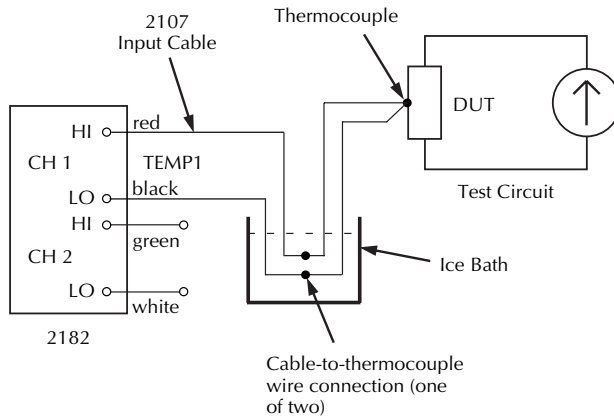 2107
Input Cable
Thermocouple
DUT
Test Circuit
HI
red
CH 1
TEMP1
LO
black
HI
green
CH 2
LO
white
2182
Ice Bath
Cable-to-thermocouple
wire connection (one
of two)